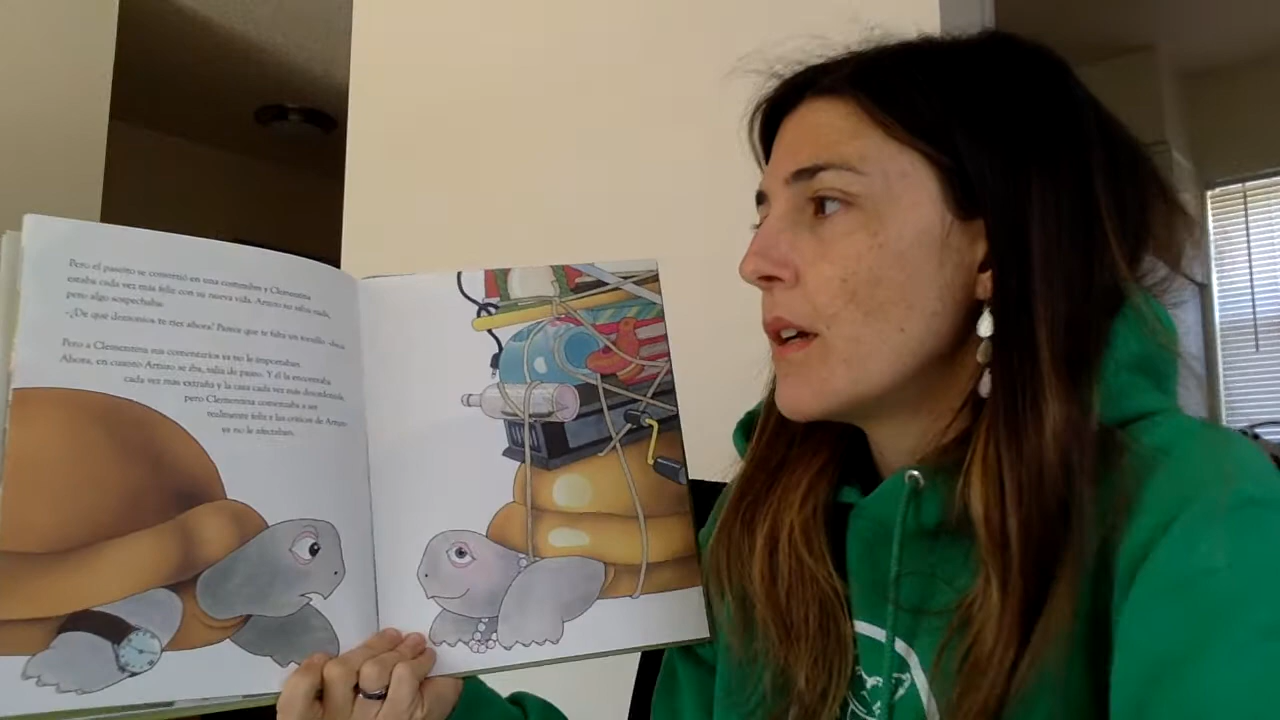 Pero el paseíto se convirtió en una costumbre y Clementina
estaba cada vez más feliz con su nueva vida. Arturo no sabía nada,
pero algo sospechaba:
-¿De qué demonios te ríes ahora? Parece que te falta un tornillo -decía.
Pero a Clementina sus comentarios ya no le importaban.
Ahora, en cuanto Arturo se iba, salía de paseo. Y él la encontraba
cada vez más extraña y la casa cada vez más desordenada,
pero Clementina comenzaba a ser
realmente feliz y las críticas de Arturo
ya no le afectaban.